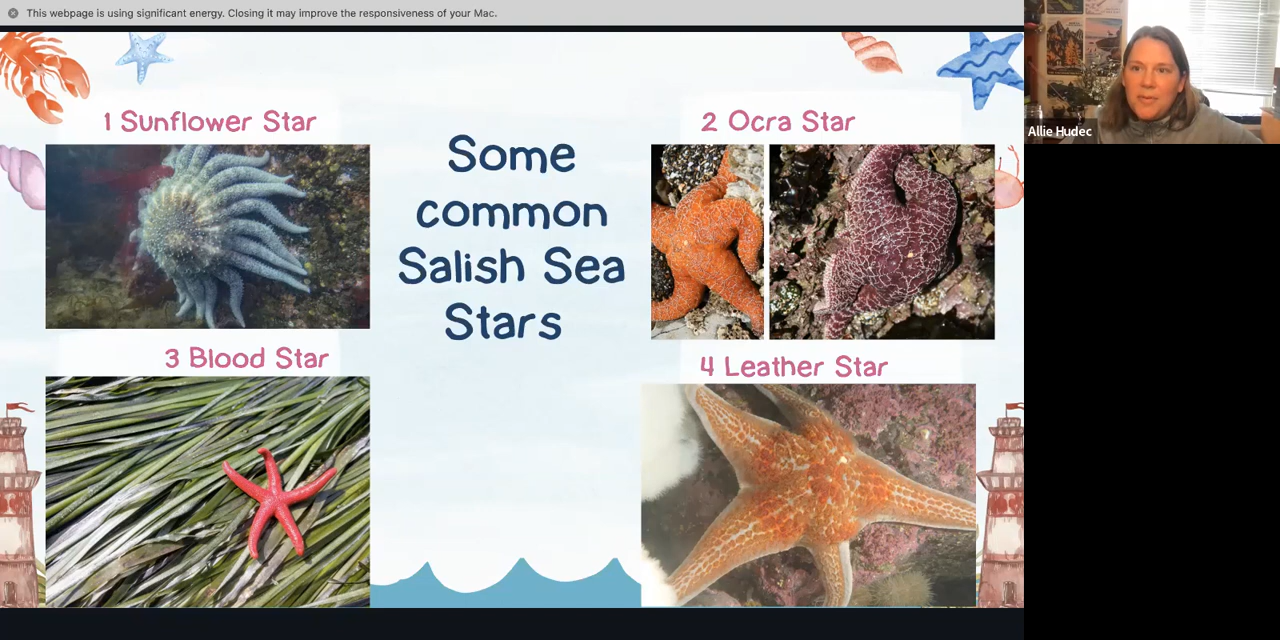 This webpage is using significant energy. Closing it may improve the responsiveness of your Mac.
1 Sunflower Star
2 Ocra Star
Some
common
Salish Sea
Stars
3 Blood Star
4 Leather Star
Allie Hudec